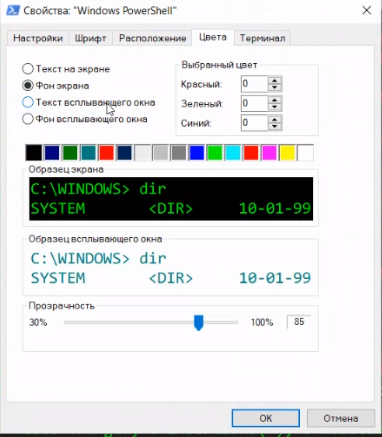 Свойства: "Windows PowerShell"
Настройки Шрифт Расположение Цвета Терминал
Текст на экране
Фон экрана
Текст всплывающего окна
Фон всплывающего окна
Выбранный цвет
Красный: 0
Зеленый: 0
Синий: 0
Образец экрана
C:\WINDOWS> dir
SYSTEM <DIR> 10-01-99
Образец всплывающего окна
C:\WINDOWS> dir
SYSTEM <DIR> 10-01-99
Прозрачность
30% 100% 85
OK Отмена